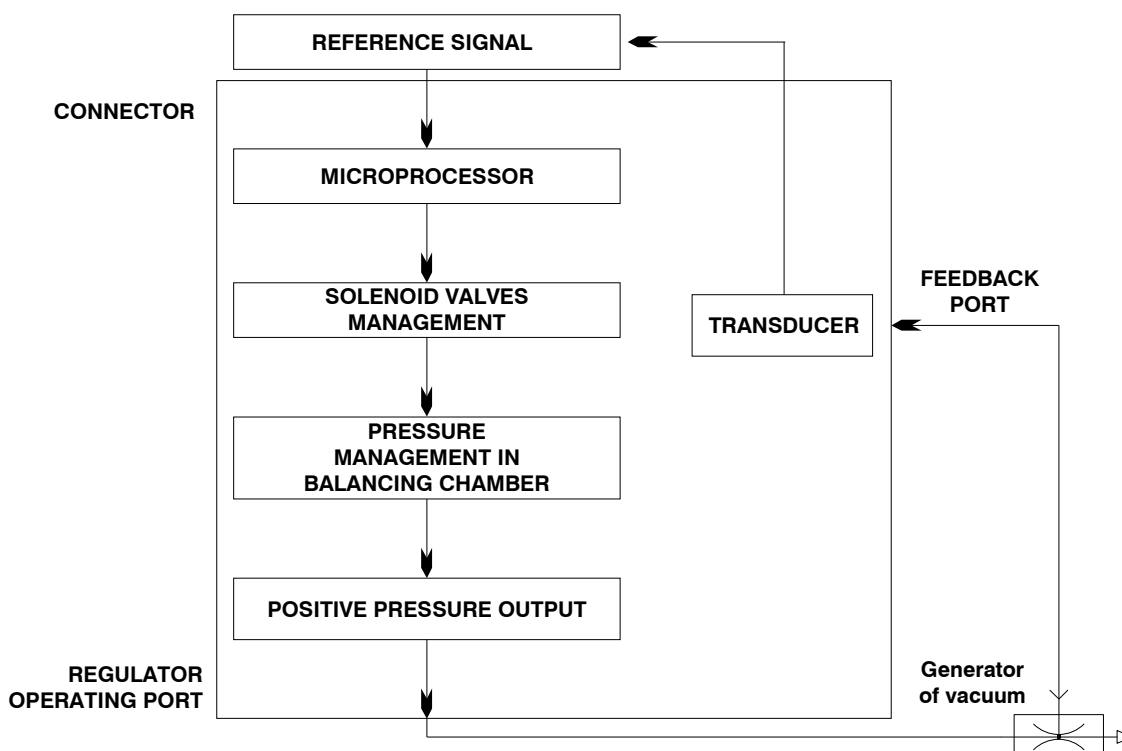 REFERENCE SIGNAL
CONNECTOR
MICROPROCESSOR
SOLENOID VALVES
MANAGEMENT
TRANSDUCER
FEEDBACK
PORT
PRESSURE
MANAGEMENT IN
BALANCING CHAMBER
POSITIVE PRESSURE OUTPUT
REGULATOR
OPERATING PORT
Generator
of vacuum